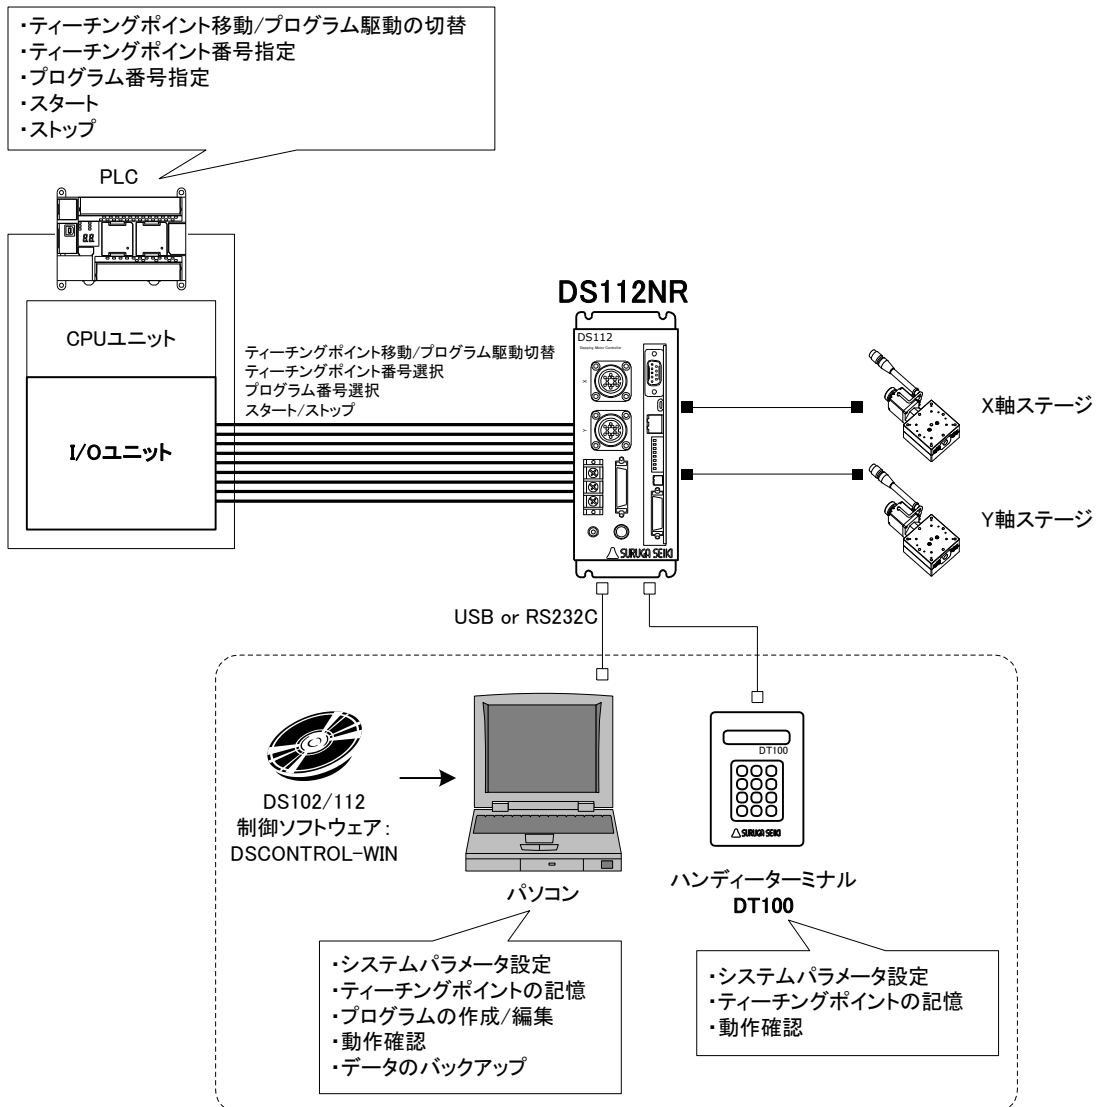 ・ティーチングポイント移動/プログラム駆動の切替
・ティーチングポイント番号指定
・プログラム番号指定
・スタート
・ストップ
PLC
CPUユニット
I/Oユニット
ティーチングポイント移動/プログラム駆動切替
ティーチングポイント番号選択
プログラム番号選択
スタート/ストップ
DS112NR
DS112
Stepping Motor Controller
X
Y
SURUGA SEIKI
X軸ステージ
Y軸ステージ
USB or RS232C
DS102/112
制御ソフトウェア:
DSCONTROL-WIN
パソコン
DT100
SURUGA SEIKI
ハンディーターミナル
DT100
・システムパラメータ設定
・ティーチングポイントの記憶
・プログラムの作成/編集
・動作確認
・データのバックアップ
・システムパラメータ設定
・ティーチングポイントの記憶
・動作確認